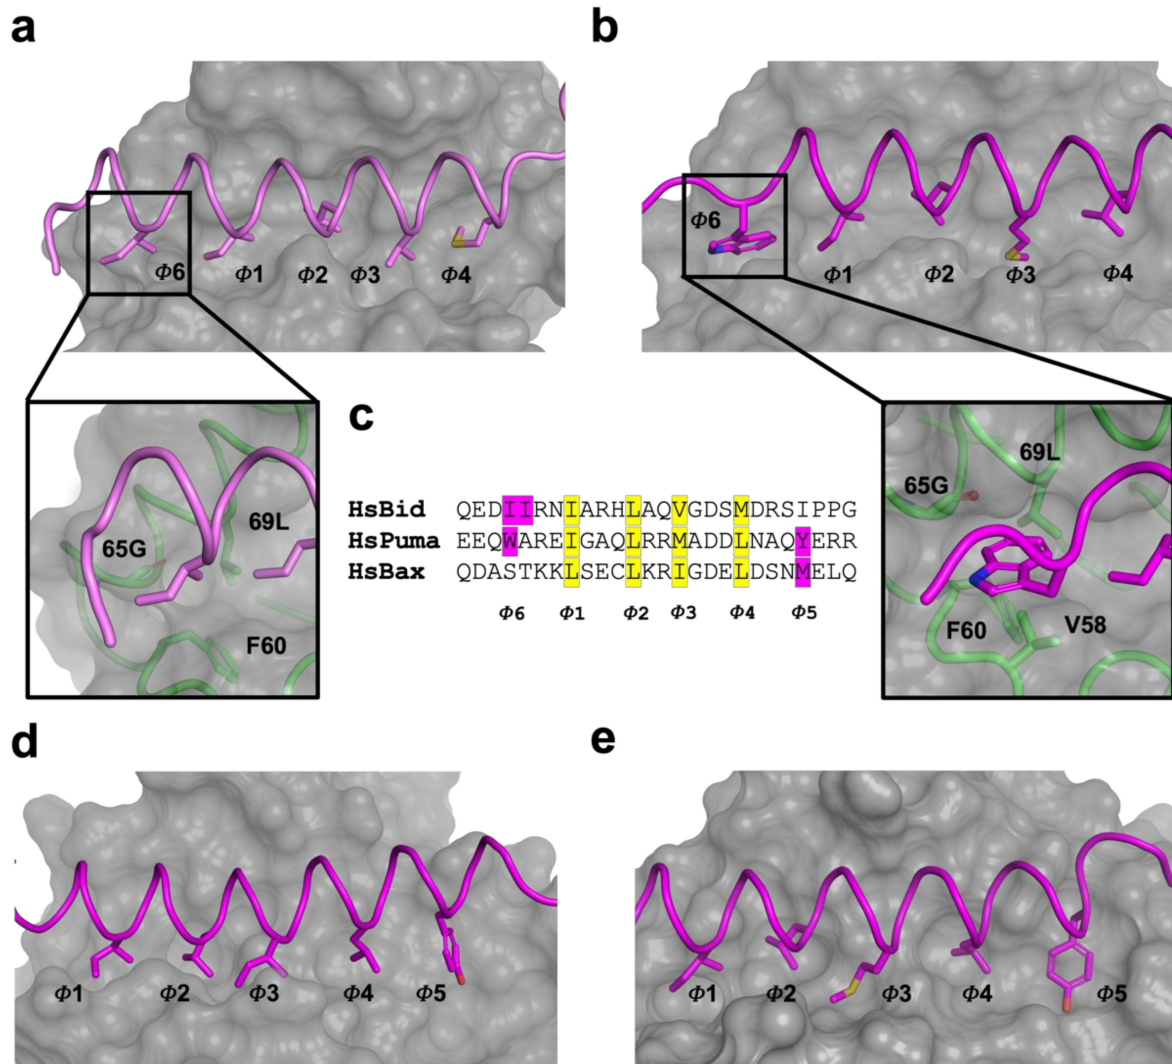 a
b
Φ6 Φ1 Φ2 Φ3 Φ4
Φ6 Φ1 Φ2 Φ3 Φ4
65G 69L F60
c
HsBid QEDIIRNIARHLAQVGDSMDRSIPPG
HsPuma EEQWAREIGAQLRRMADDLNAQYERR
HsBax QDASTKKLSECLKRIGDELDSNMELQ
Φ6 Φ1 Φ2 Φ3 Φ4 Φ5
65G 69L F60 V58
d
e
Φ1 Φ2 Φ3 Φ4 Φ5
Φ1 Φ2 Φ3 Φ4 Φ5